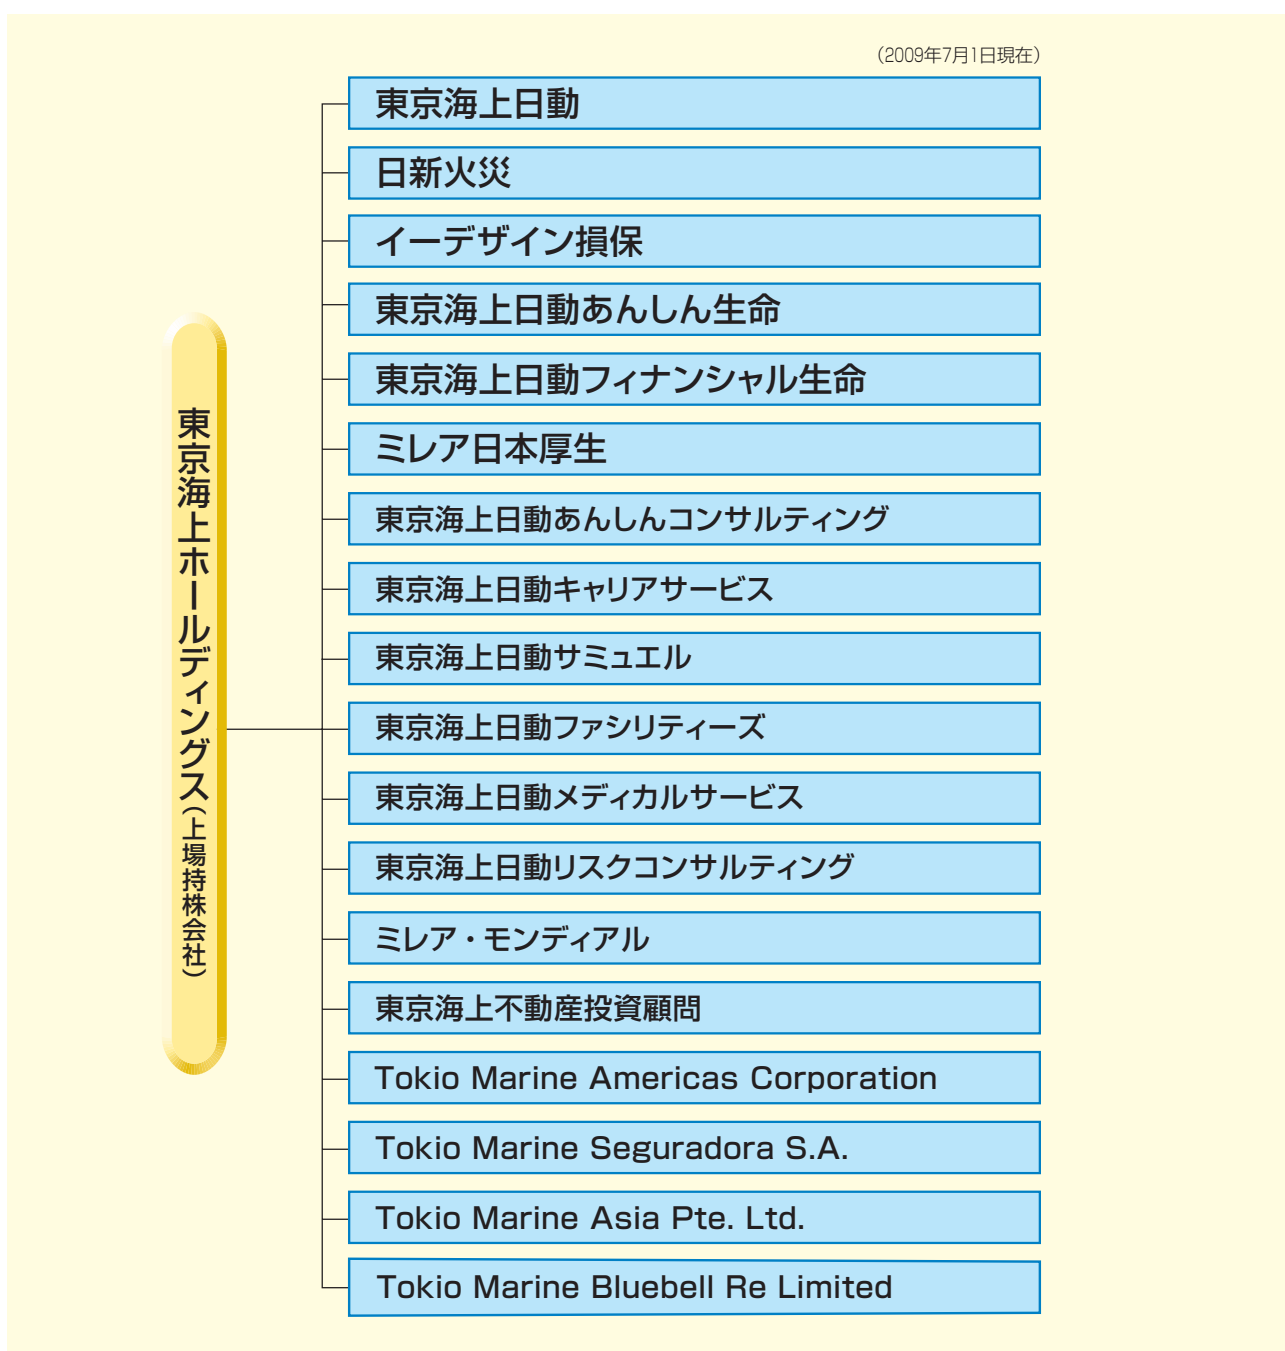 （2009年7月1日現在）
東京海上ホールディングス（上場持株会社）
東京海上日動
日新火災
イーデザイン損保
東京海上日動あんしん生命
東京海上日動フィナンシャル生命
ミレア日本厚生
東京海上日動あんしんコンサルティング
東京海上日動キャリアサービス
東京海上日動サミュエル
東京海上日動ファシリティーズ
東京海上日動メディカルサービス
東京海上日動リスクコンサルティング
ミレア・モンディアル
東京海上不動産投資顧問
Tokio Marine Americas Corporation
Tokio Marine Seguradora S.A.
Tokio Marine Asia Pte. Ltd.
Tokio Marine Bluebell Re Limited